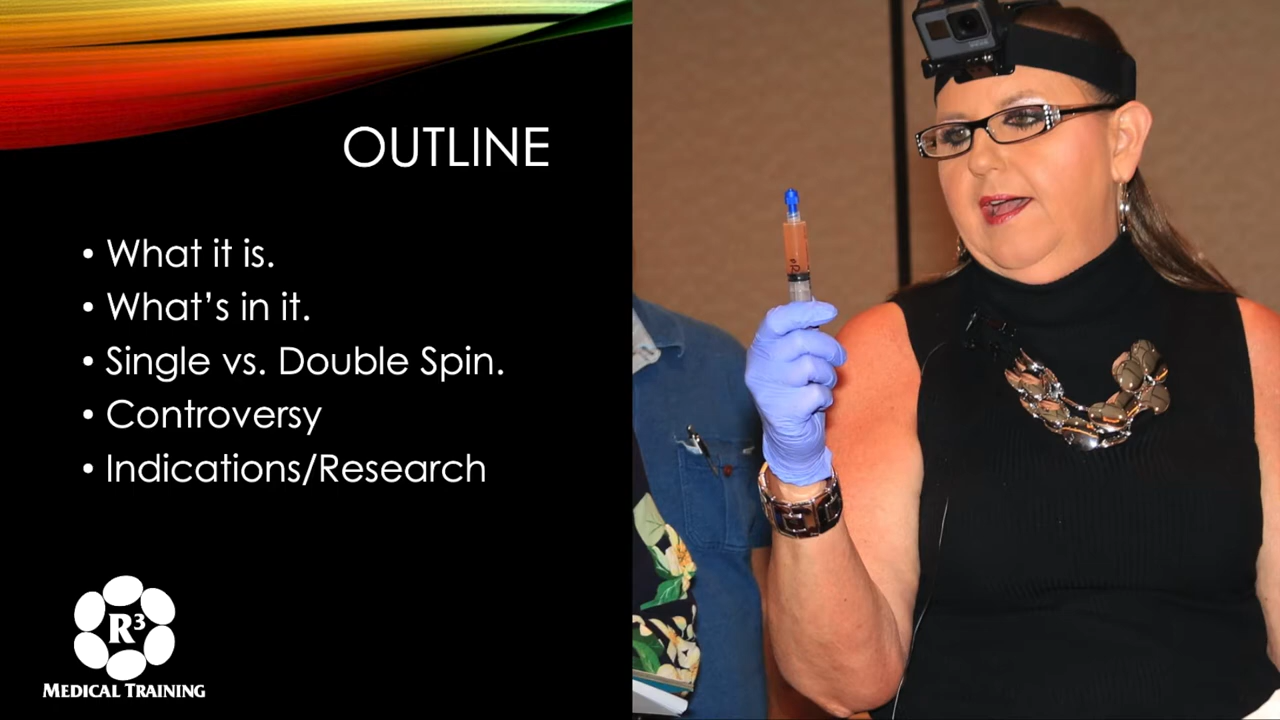 OUTLINE
• What it is.
• What’s in it.
• Single vs. Double Spin.
• Controversy
• Indications/Research
R³
MEDICAL TRAINING